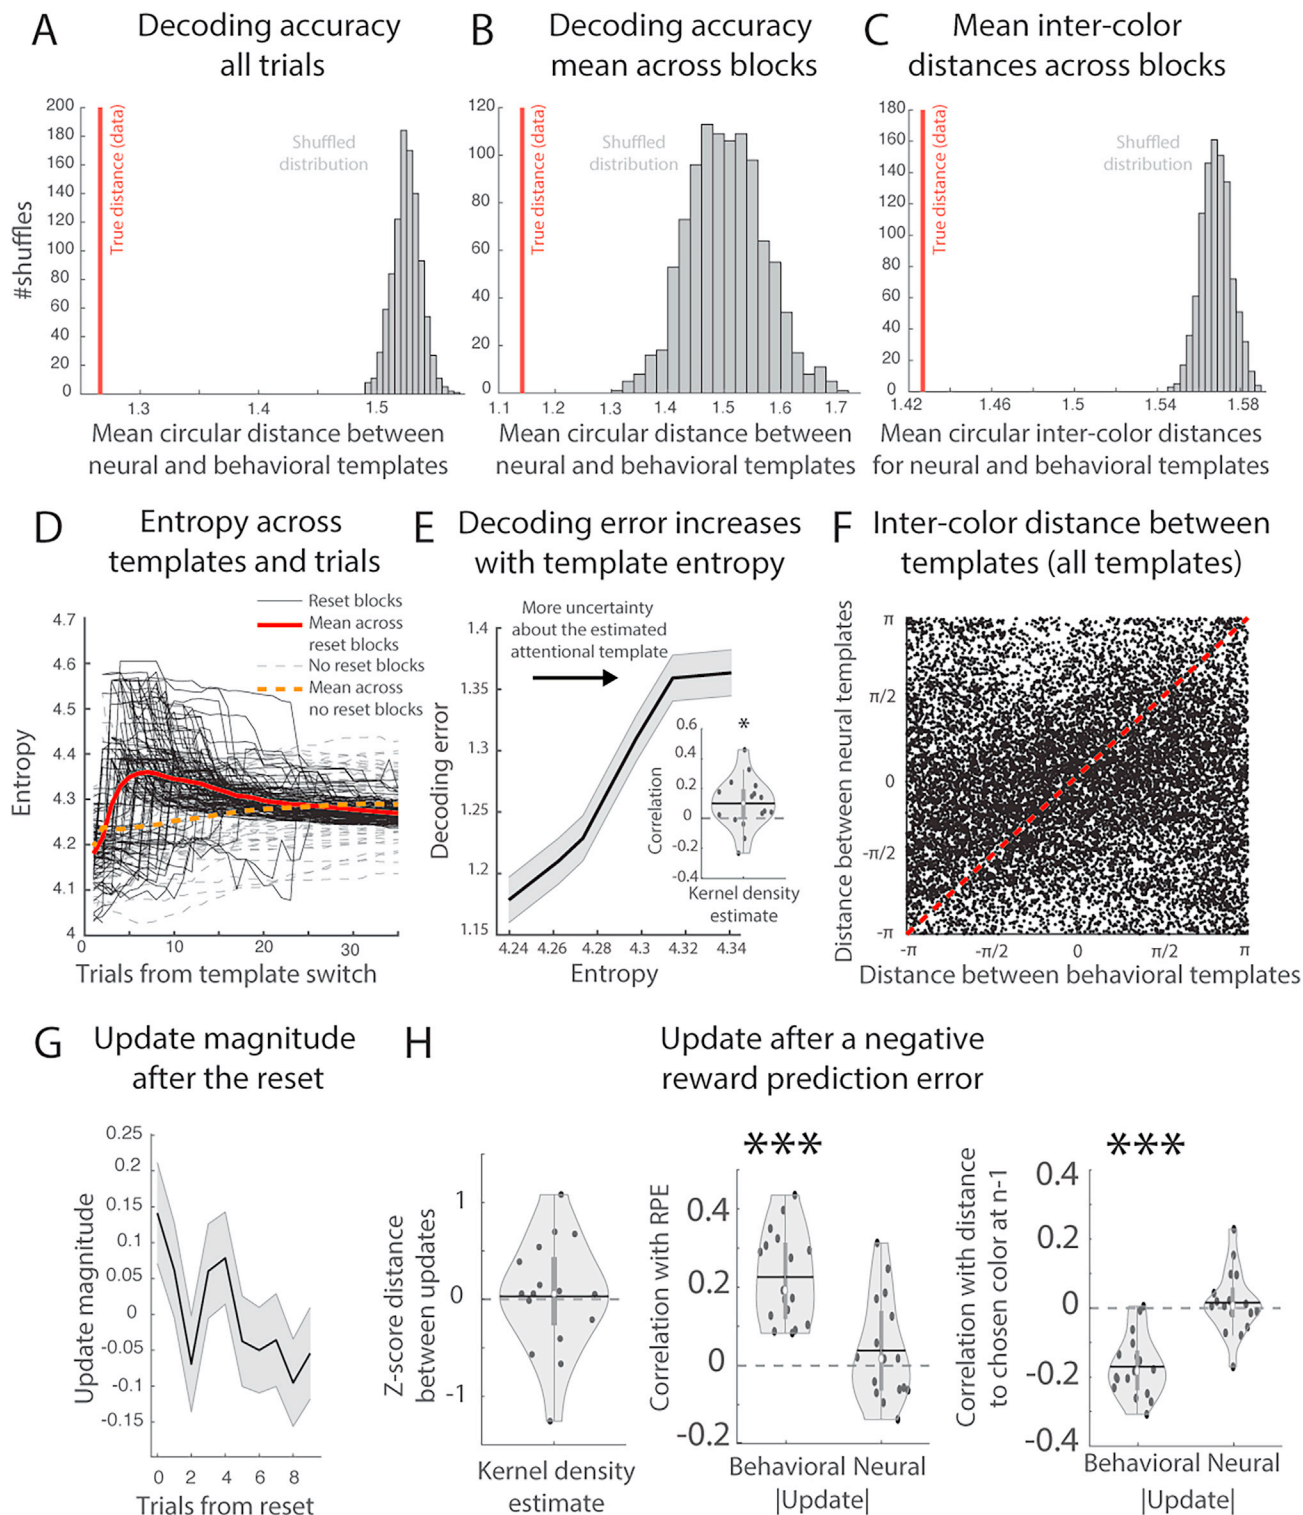 A Decoding accuracy
all trials
200
180
160
140
120
100
80
60
40
20
0
#shuffles
True distance (data)
Shuffled
distribution
1.3
1.4
1.5
Mean circular distance between
neural and behavioral templates
B Decoding accuracy
mean across blocks
120
100
80
60
40
20
0
True distance (data)
Shuffled
distribution
1.1
1.2
1.3
1.4
1.5
1.6
1.7
Mean circular distance between
neural and behavioral templates
C Mean inter-color
distances across blocks
180
160
140
120
100
80
60
40
20
0
True distance (data)
Shuffled
distribution
1.42
1.46
1.5
1.54
1.58
Mean circular inter-color distances
for neural and behavioral templates
D Entropy across
templates and trials
Reset blocks
Mean across
reset blocks
No reset blocks
Mean across
no reset blocks
4.7
4.6
4.5
4.4
4.3
4.2
4.1
4
Entropy
0
10
20
30
Trials from template switch
E Decoding error increases
with template entropy
More uncertainty
about the estimated
attentional template
1.4
1.35
1.3
1.25
1.2
1.15
Decoding error
0.6
0.4
0.2
0
-0.2
-0.4
Correlation
*
Kernel density
estimate
4.24
4.26
4.28
4.3
4.32
4.34
Entropy
F Inter-color distance between
templates (all templates)
π
π/2
0
-π/2
-π
Distance between neural templates
-π
-π/2
0
π/2
π
Distance between behavioral templates
G Update magnitude
after the reset
0.25
0.2
0.15
0.1
0.05
0
-0.05
-0.1
-0.15
Update magnitude
0
2
4
6
8
Trials from reset
H Update after a negative
reward prediction error
Z-score distance
between updates
1
0
-1
Kernel density
estimate
***
Correlation with RPE
0.4
0.2
0
-0.2
Behavioral Neural
|Update|
***
Correlation with distance
to chosen color at n-1
0.4
0.2
0
-0.2
-0.4
Behavioral Neural
|Update|